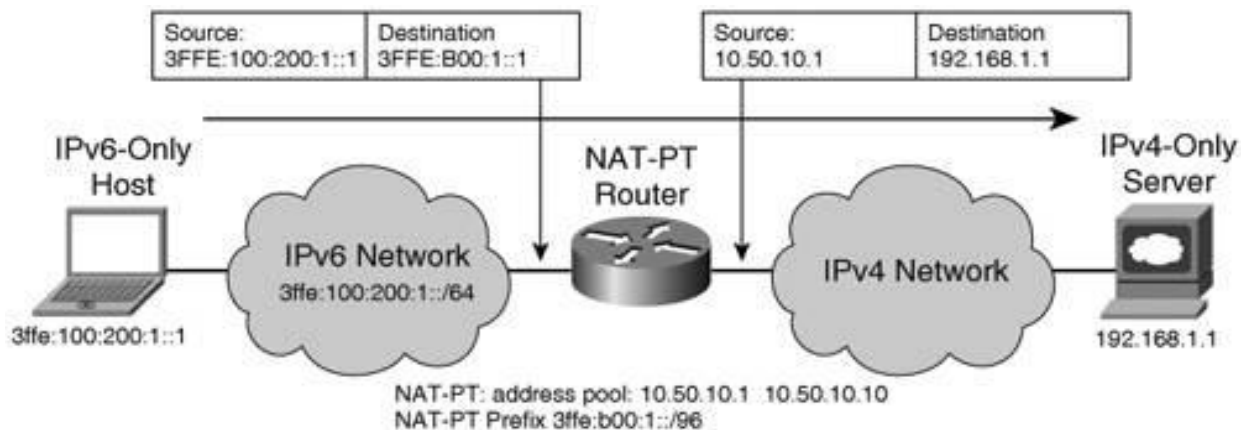 Source:
3FFE:100:200:1::1
Destination
3FFE:B00:1::1
Source:
10.50.10.1
Destination
192.168.1.1
IPv6-Only
Host
NAT-PT
Router
IPv4-Only
Server
IPv6 Network
3ffe:100:200:1::/64
IPv4 Network
3ffe:100:200:1::1
192.168.1.1
NAT-PT: address pool: 10.50.10.1 10.50.10.10
NAT-PT Prefix 3ffe:b00:1::/96